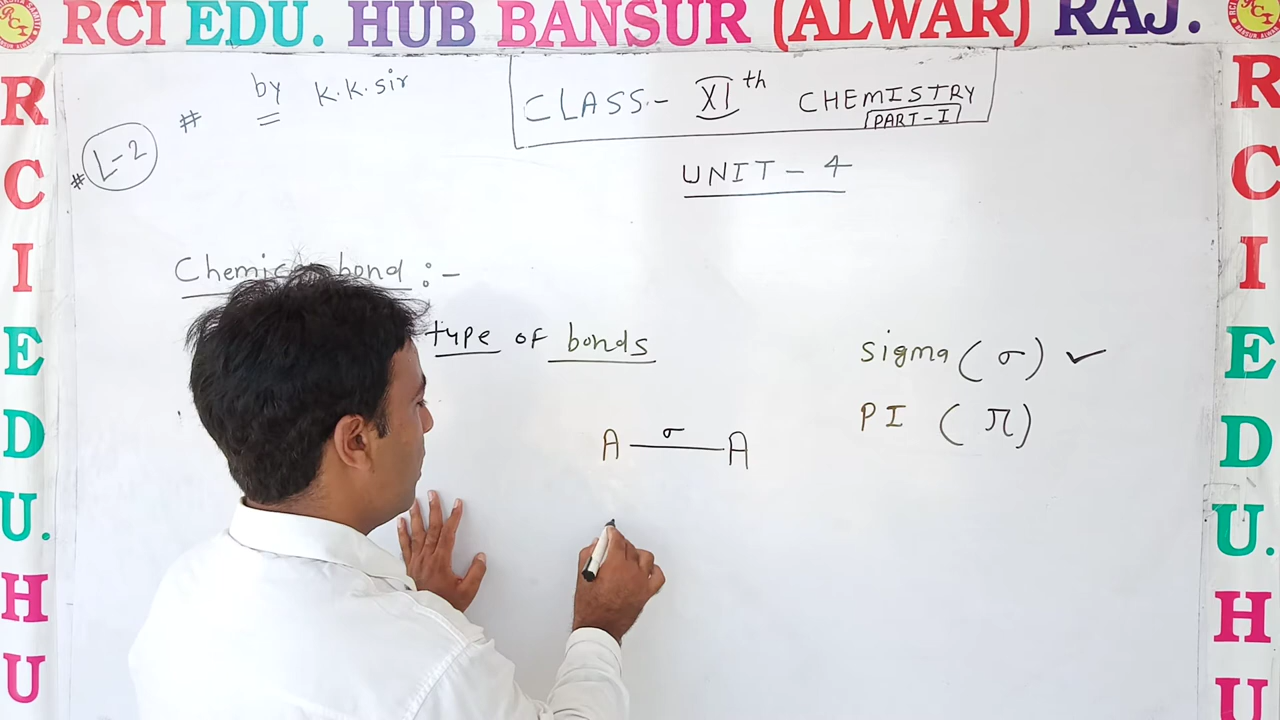 RCI EDU. HUB BANSUR (ALWAR) RAJ.
# by K.K. sir
# L-2
CLASS:- XIth CHEMISTRY
PART-I
UNIT - 4
bond :-
type of bonds
sigma (σ) ✓
PI (π)
A σ A
R
C
I
E
D
U.
H
U
R
C
I
E
D
U.
H
U